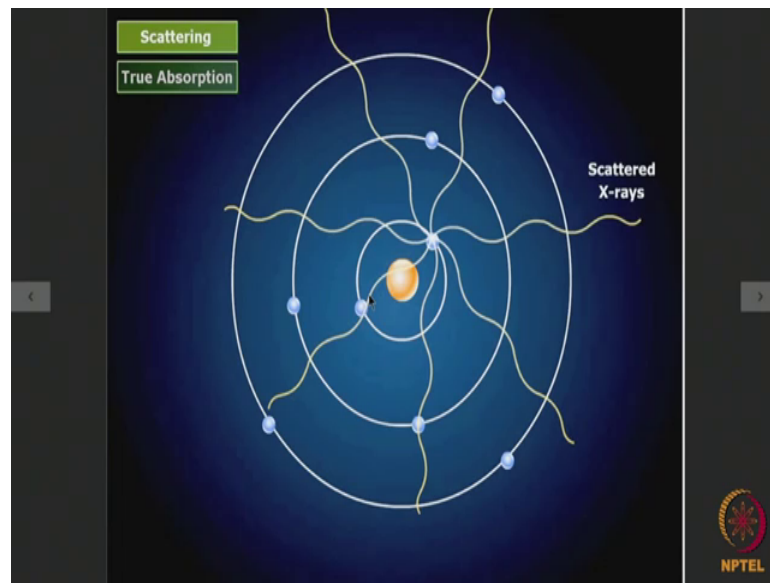 Scattering
True Absorption
Scattered
X-rays
NPTEL